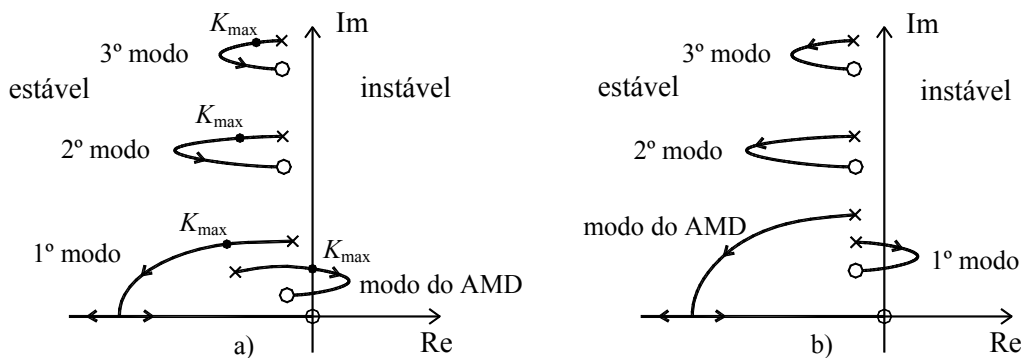 K_max
Im
3º modo
estável
instável
K_max
2º modo
K_max
1º modo
K_max
modo do AMD
Re
a)
Im
3º modo
estável
instável
2º modo
modo do AMD
1º modo
Re
b)